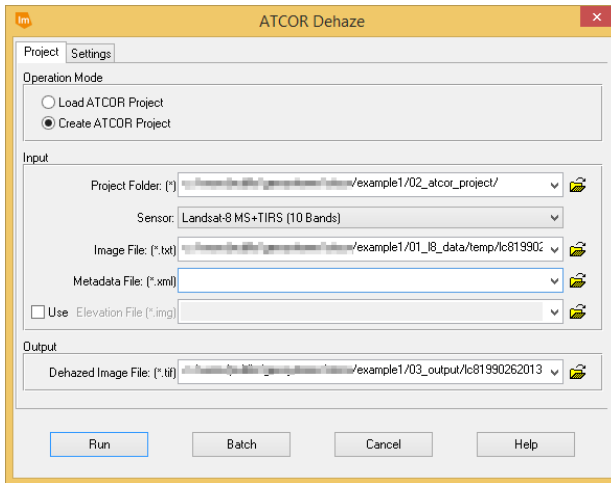 Im ATCOR Dehaze
Project Settings
Operation Mode
Load ATCOR Project
Create ATCOR Project
Input
Project Folder: (*) /example1/02_atcor_project/
Sensor: Landsat-8 MS+TIRS (10 Bands)
Image File: (*.txt) /example1/01_l8_data/temp/lc819902
Metadata File: (*.xml)
Use Elevation File (*.img)
Output
Dehazed Image File: (*.tif) /example1/03_output/lc81990262013
Run Batch Cancel Help